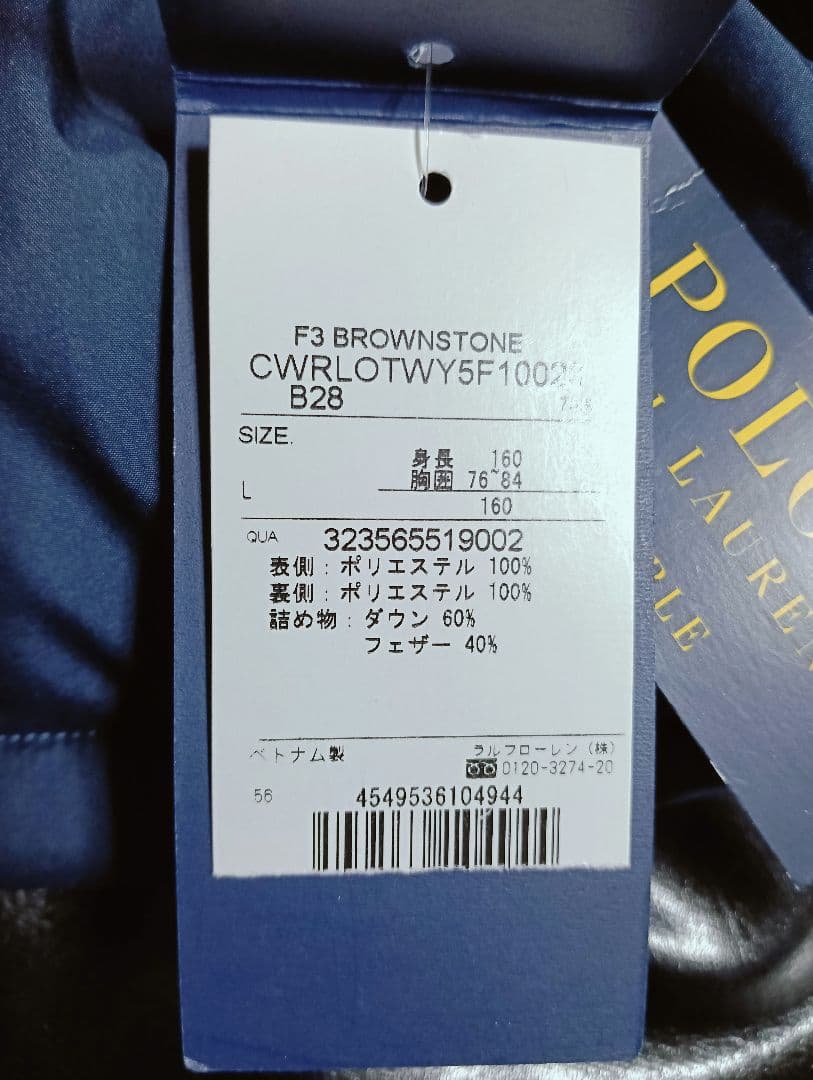 F3 BROWNSTONE
CWRLOTWY5F1002
B28
SIZE.
身長 160
胸囲 76~84
L
160
QUA 323565519002
表側:ポリエステル 100%
裏側:ポリエステル 100%
詰め物:ダウン 60%
フェザー 40%
ベトナム製
ラルフローレン(株)
0120-3274-20
56
4549536104944
POLO
LAUREN